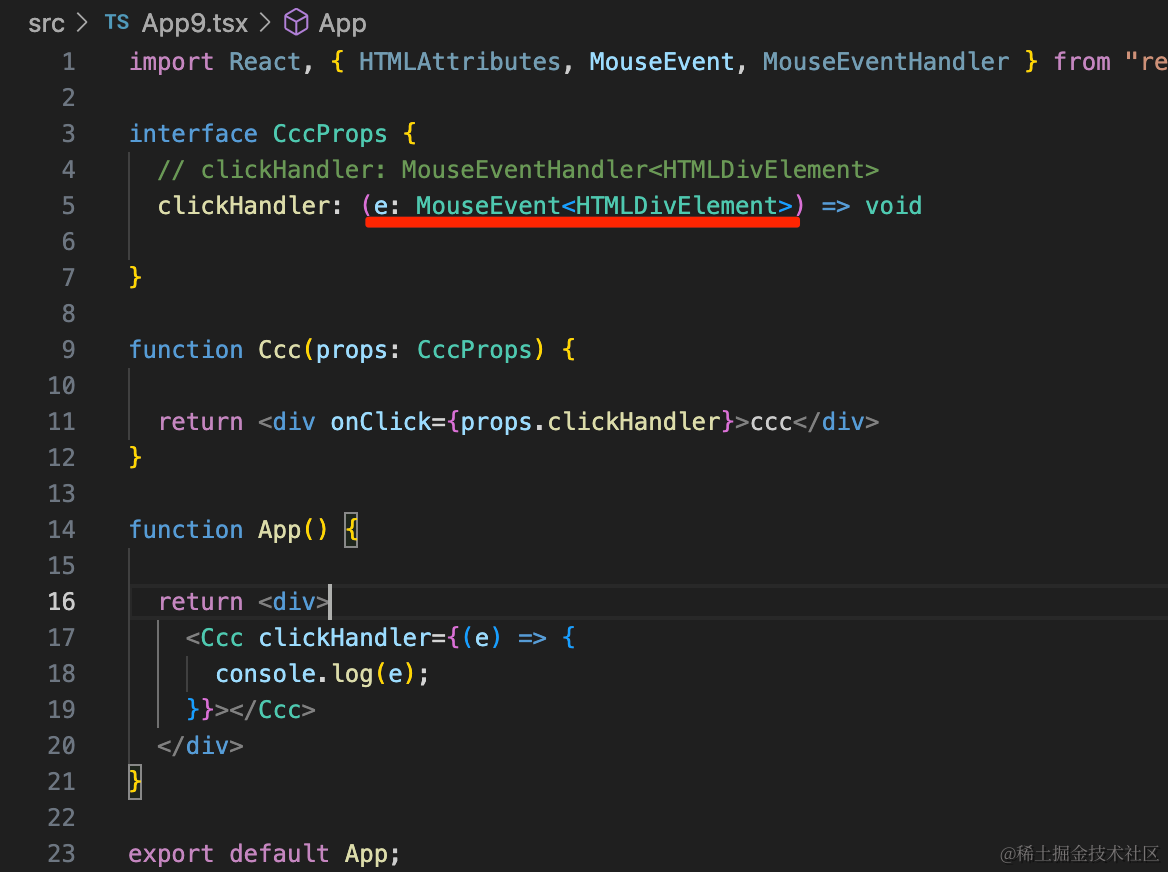 src > TS App9.tsx > App
1 import React, { HTMLAttributes, MouseEvent, MouseEventHandler } from "re
2
3 interface CccProps {
4 // clickHandler: MouseEventHandler<HTMLDivElement>
5 clickHandler: (e: MouseEvent<HTMLDivElement>) => void
6
7 }
8
9 function Ccc(props: CccProps) {
10
11 return <div onClick={props.clickHandler}>ccc</div>
12 }
13
14 function App() {
15
16 return <div>
17 <Ccc clickHandler={(e) => {
18 console.log(e);
19 }}></Ccc>
20 </div>
21 }
22
23 export default App;
@稀土掘金技术社区